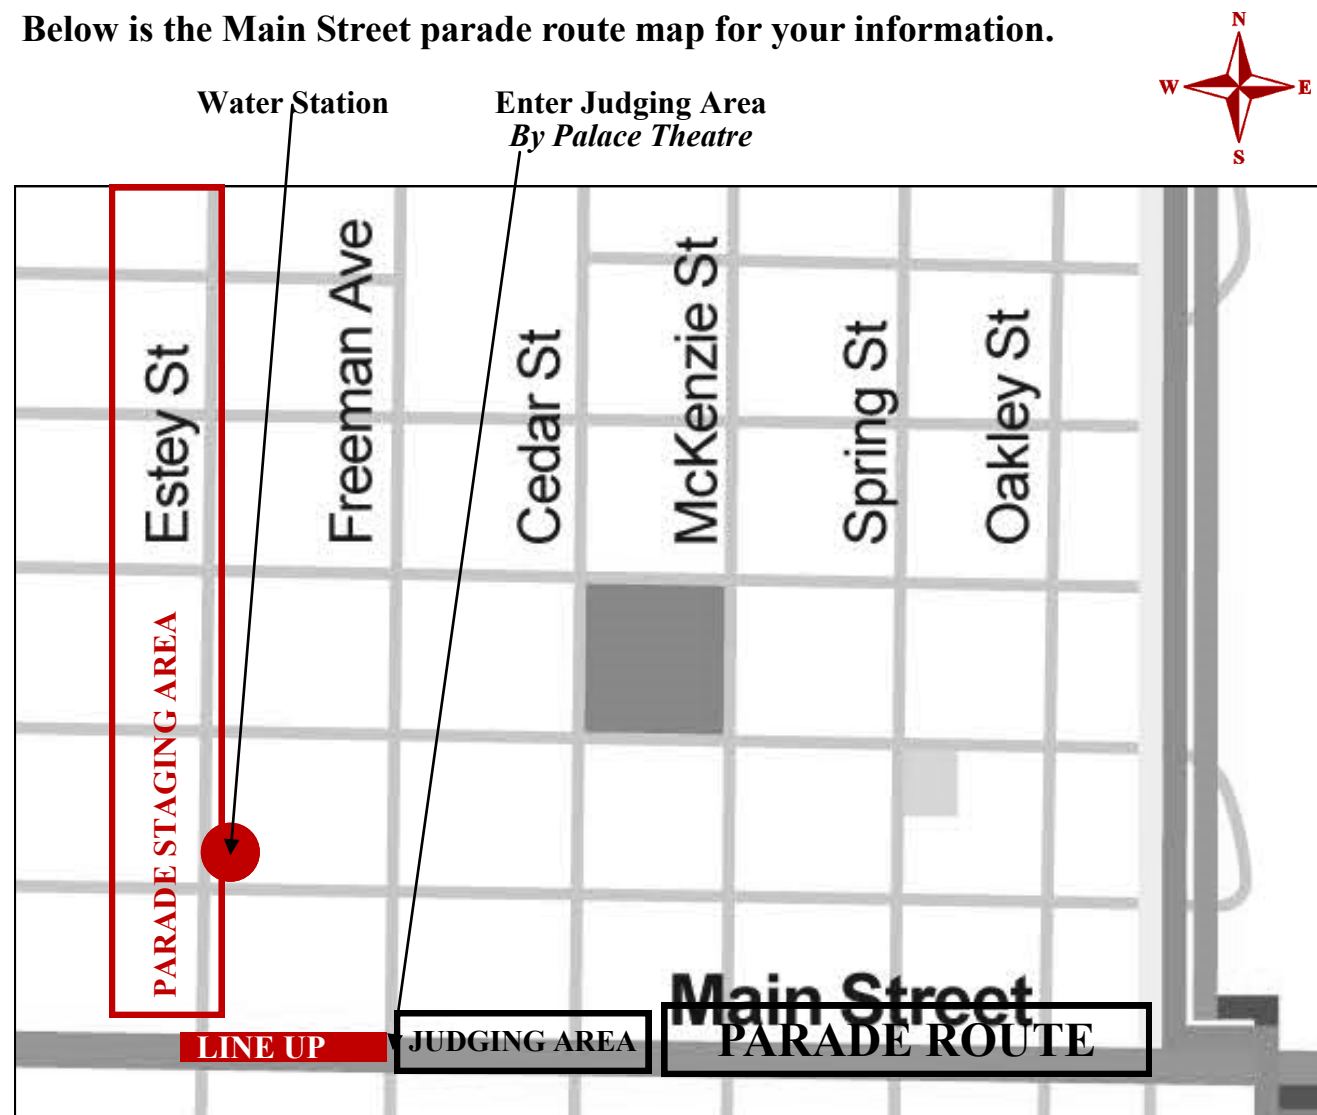 Below is the Main Street parade route map for your information.
N
W
E
S
Water Station
Enter Judging Area
By Palace Theatre
Estey St
Freeman Ave
Cedar St
McKenzie St
Spring St
Oakley St
PARADE STAGING AREA
Main Street
LINE UP
JUDGING AREA
PARADE ROUTE